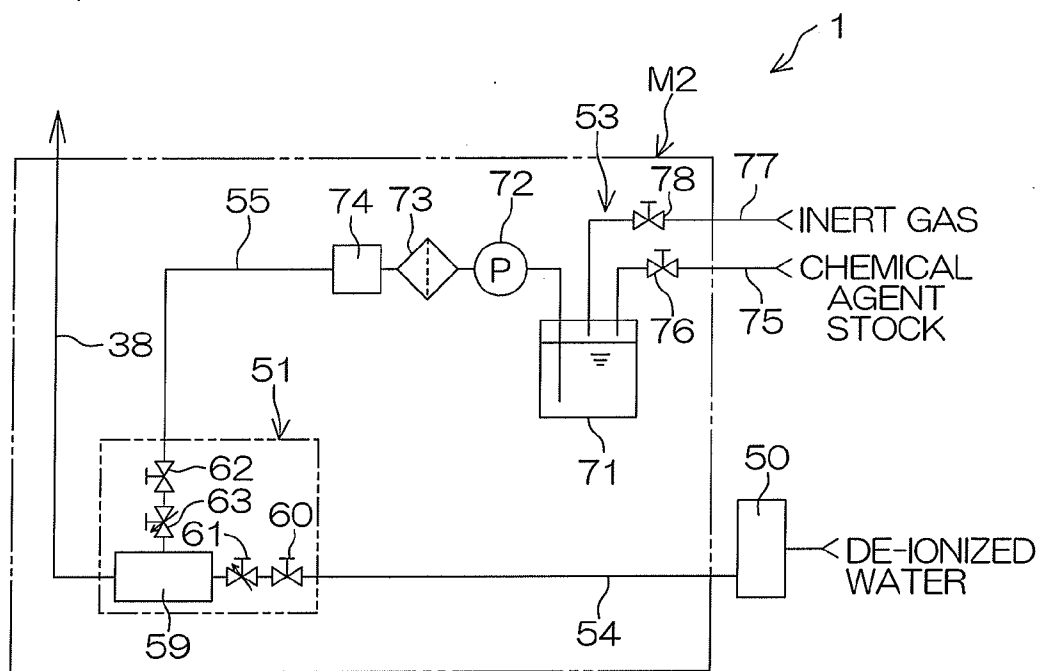 1
M2
53
72
78
77
73
74
55
P
INERT GAS
CHEMICAL
AGENT
STOCK
76
75
38
51
71
62
50
63
60
61
DE-IONIZED
WATER
59
54